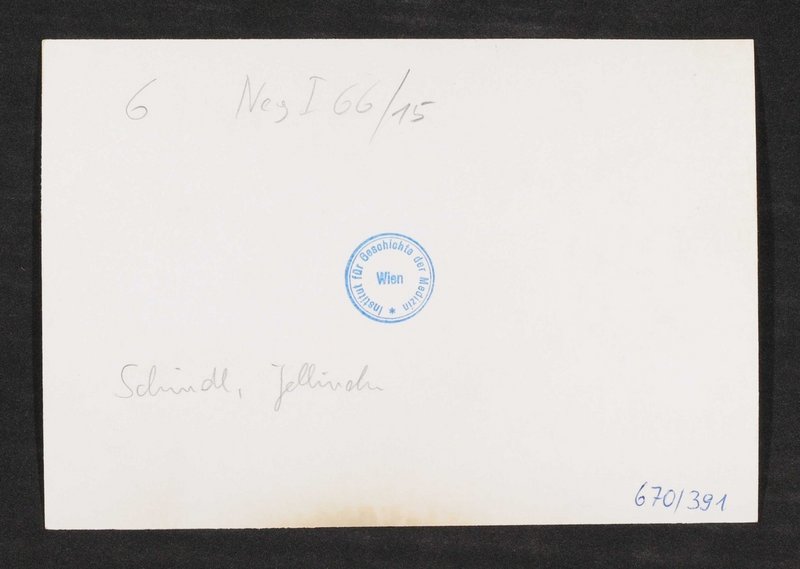 6 Neg I 66/15
Institut für Geschichte der Medizin *
Wien
Schindl, Jellinek
670/391